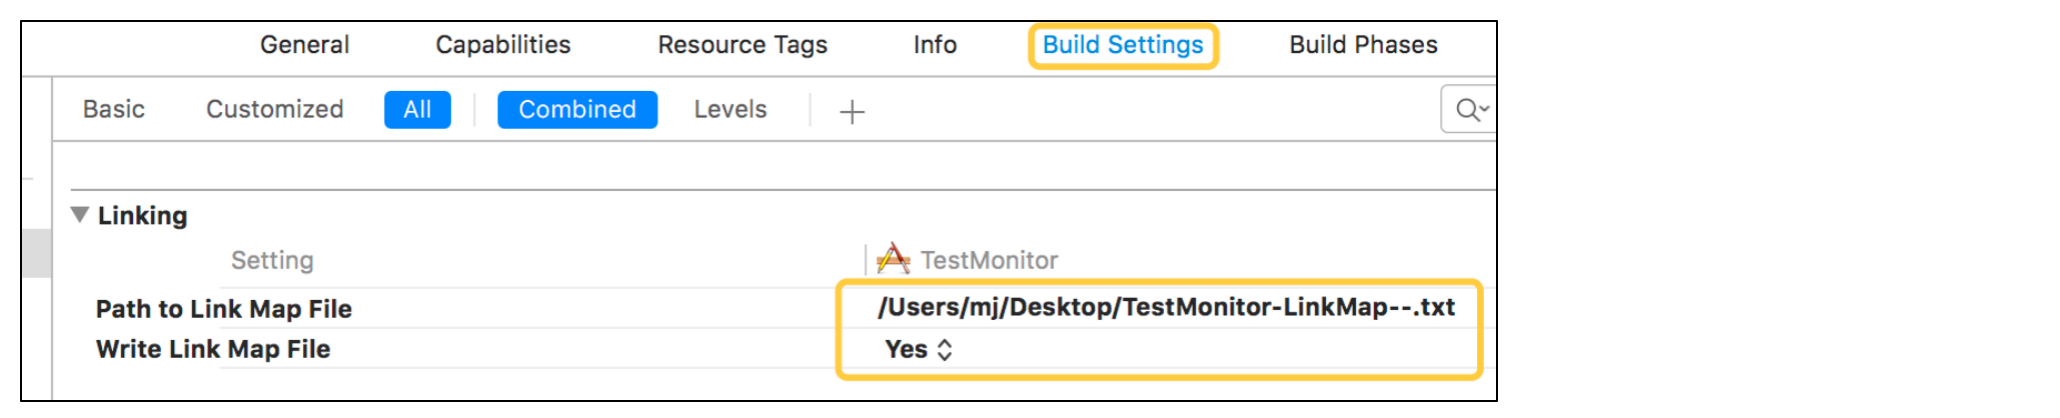 General Capabilities Resource Tags Info Build Settings Build Phases
Basic Customized All Combined Levels
Linking
Setting TestMonitor
Path to Link Map File /Users/mj/Desktop/TestMonitor-LinkMap--.txt
Write Link Map File Yes